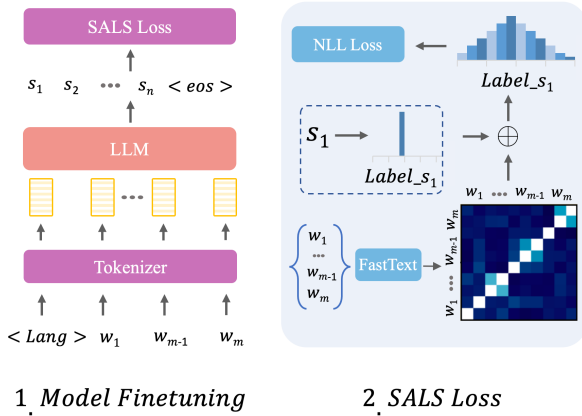 SALS Loss
s₁ s₂ ••• sₙ < eos >
LLM
•••
Tokenizer
< Lang > w₁ wₘ₋₁ wₘ
1. Model Finetuning
NLL Loss
Label_s₁
s₁
Label_s₁
w₁ ••• wₘ₋₁ wₘ
wₘ
wₘ₋₁
•••
w₁
w₁
•••
wₘ₋₁
wₘ
FastText
2. SALS Loss